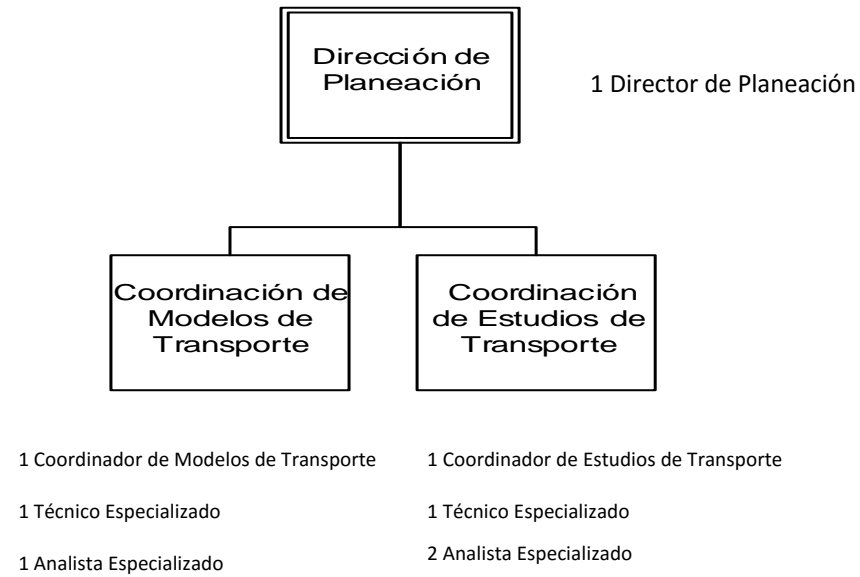 Dirección de
Planeación
1 Director de Planeación
Coordinación de
Modelos de
Transporte
Coordinación
de Estudios de
Transporte
1 Coordinador de Modelos de Transporte
1 Técnico Especializado
1 Analista Especializado
1 Coordinador de Estudios de Transporte
1 Técnico Especializado
2 Analista Especializado